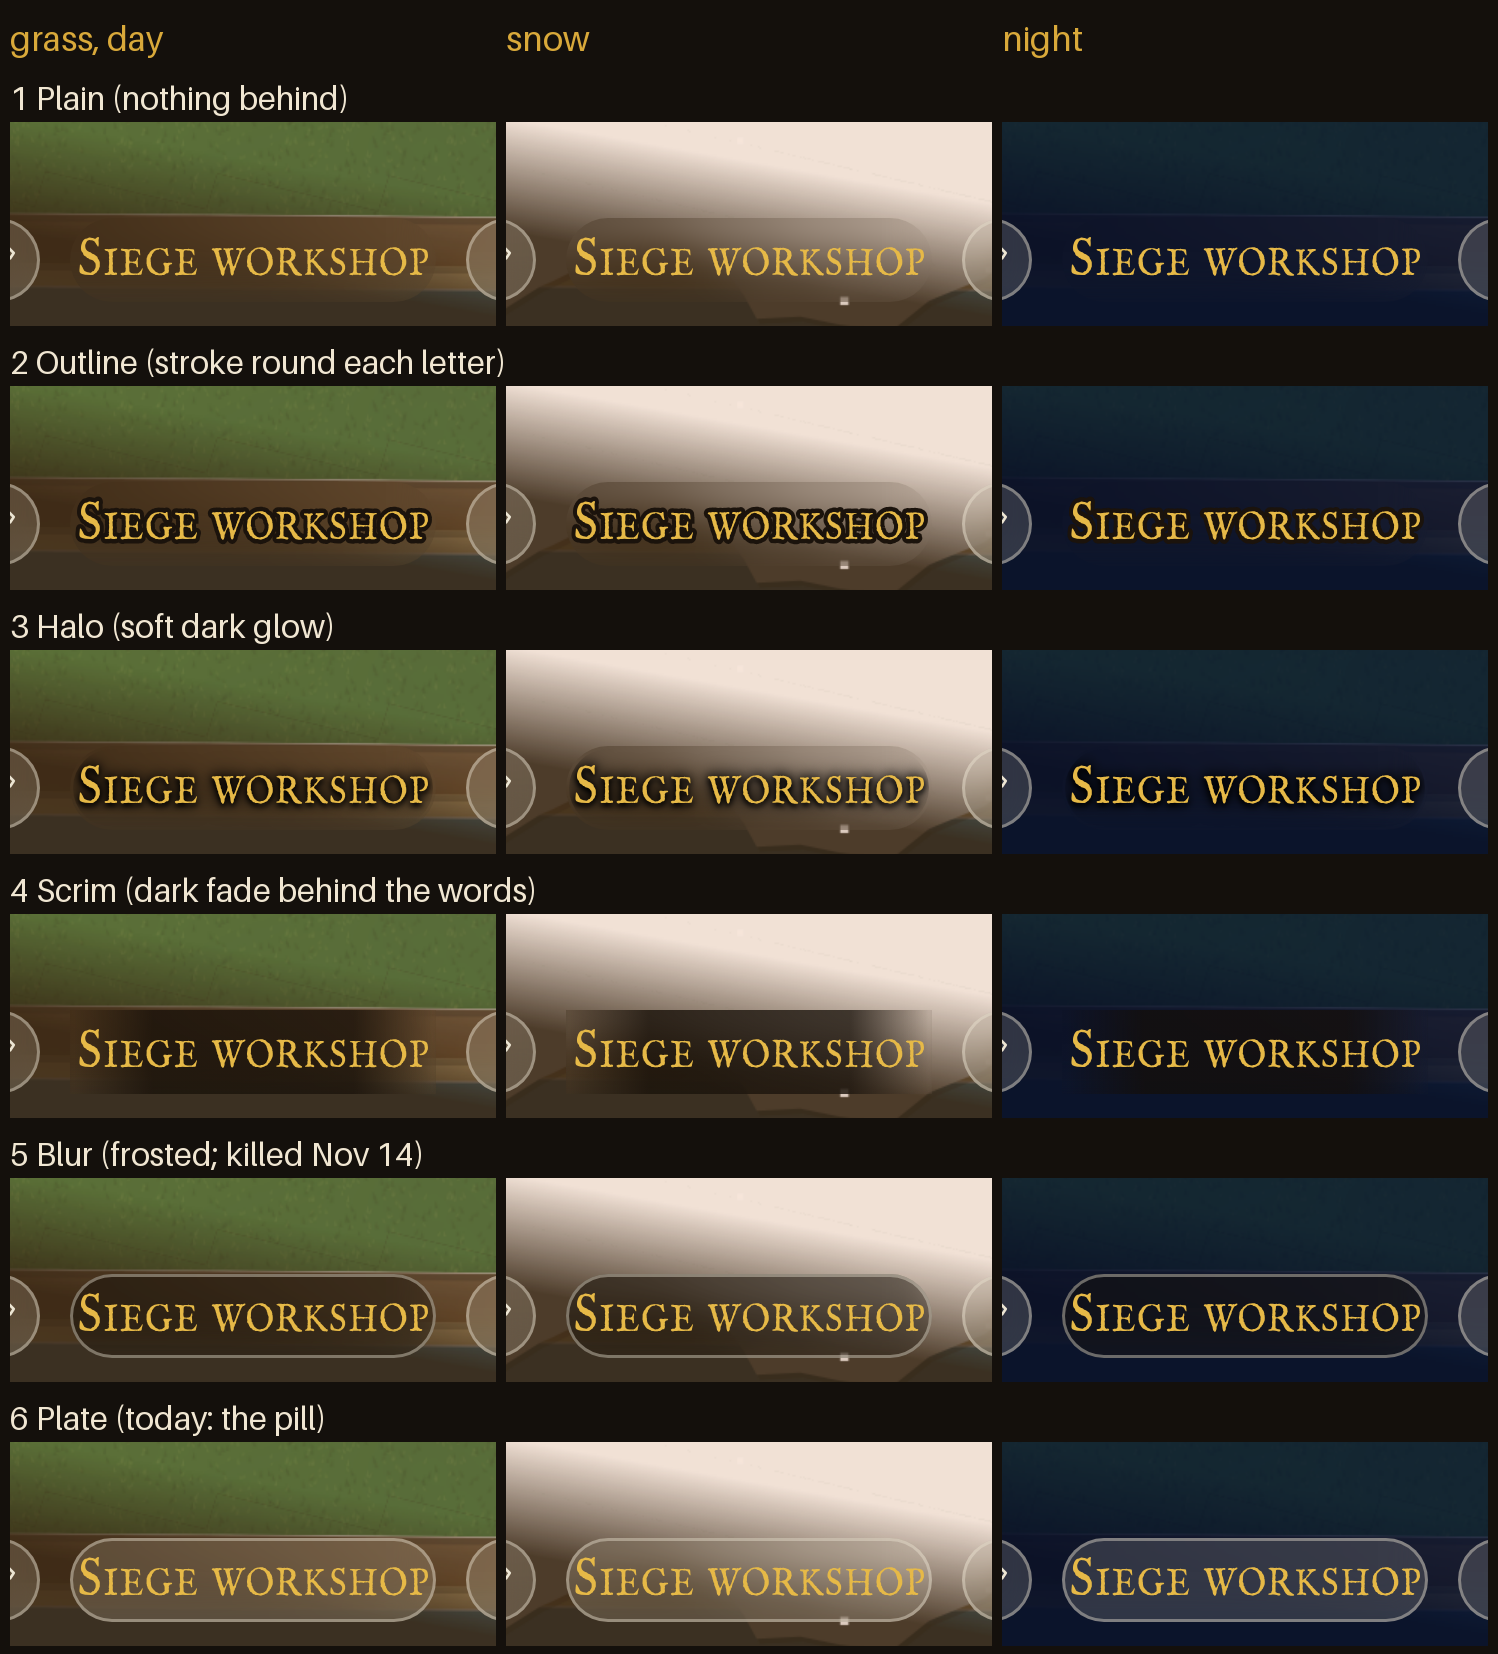 grass, day snow night
1 Plain (nothing behind)
Siege workshop Siege workshop Siege workshop
2 Outline (stroke round each letter)
Siege workshop Siege workshop Siege workshop
3 Halo (soft dark glow)
Siege workshop Siege workshop Siege workshop
4 Scrim (dark fade behind the words)
Siege workshop Siege workshop Siege workshop
5 Blur (frosted; killed Nov 14)
Siege workshop Siege workshop Siege workshop
6 Plate (today: the pill)
Siege workshop Siege workshop Siege workshop